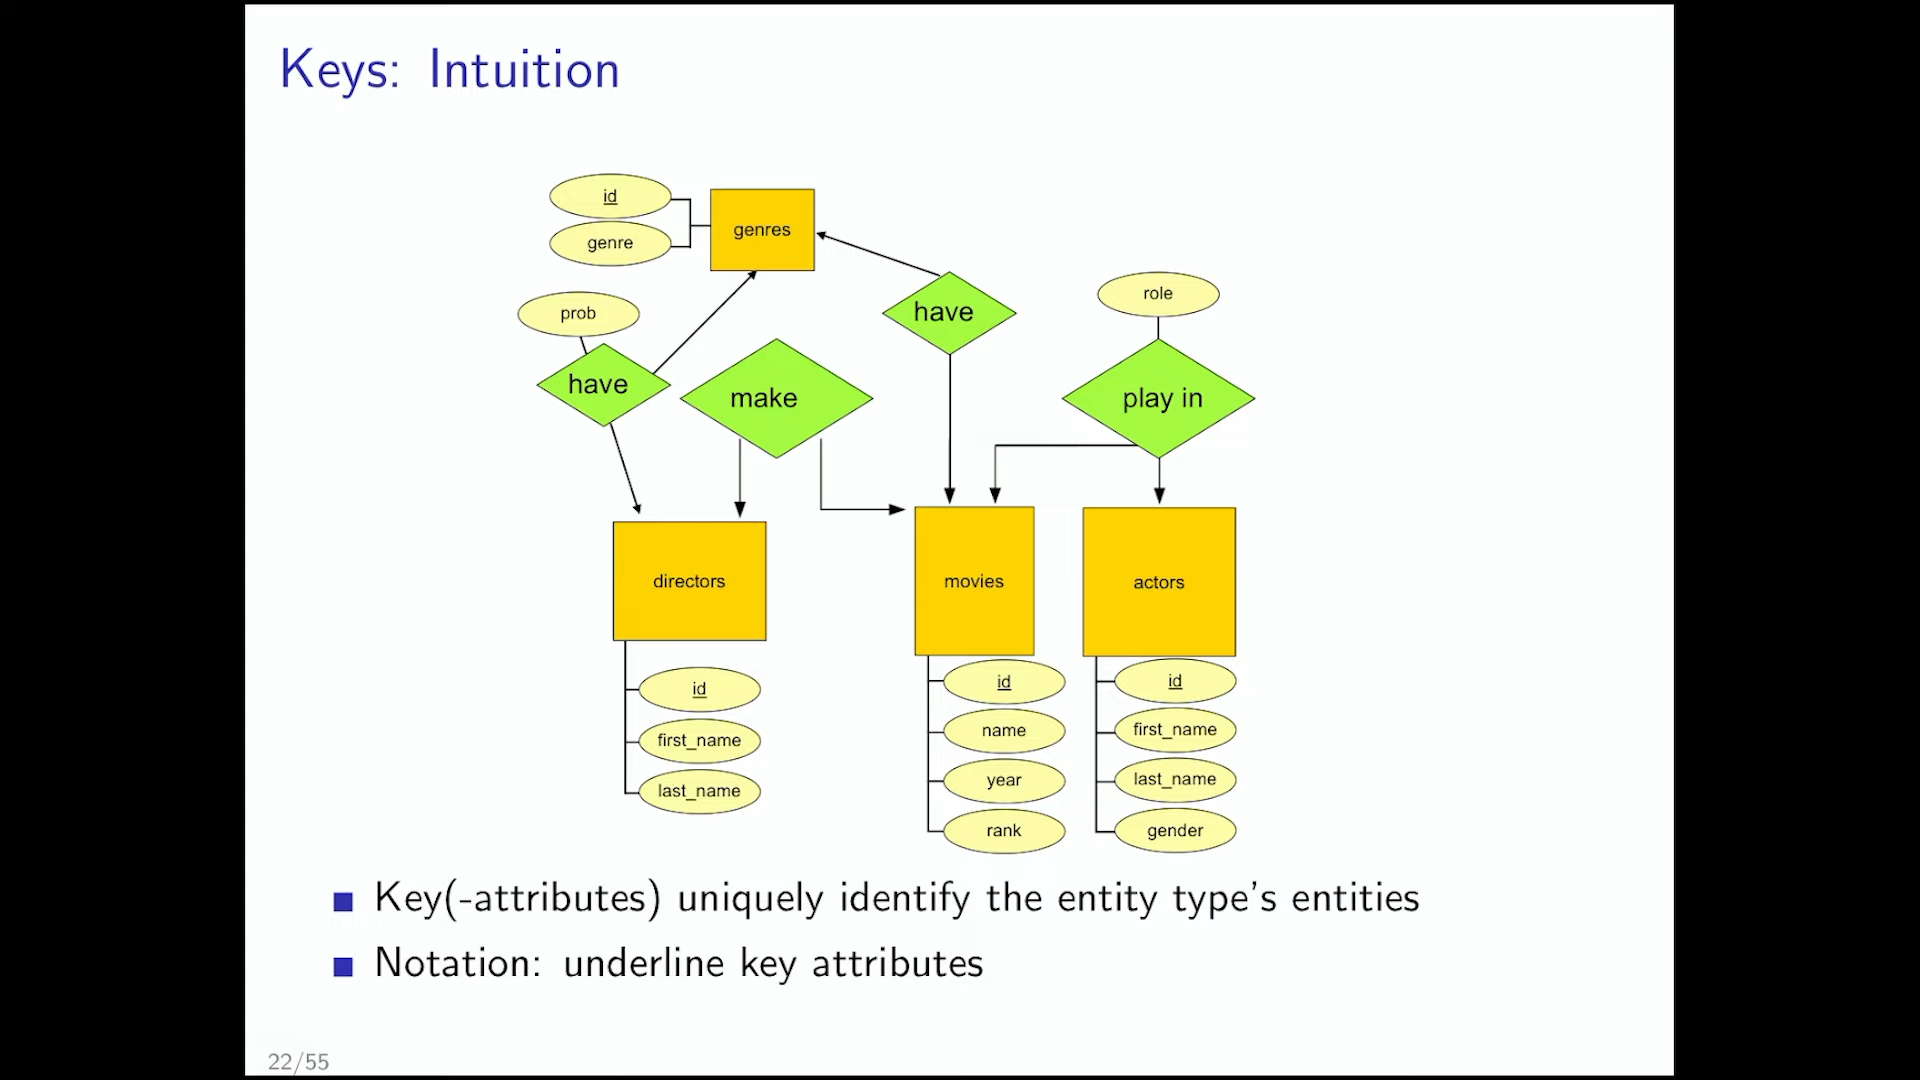 Keys: Intuition
id
genres
genre
have
role
prob
have
make
play in
directors
movies
actors
id
first_name
last_name
id
name
year
rank
id
first_name
last_name
gender
Key(-attributes) uniquely identify the entity type's entities
Notation: underline key attributes
22/55